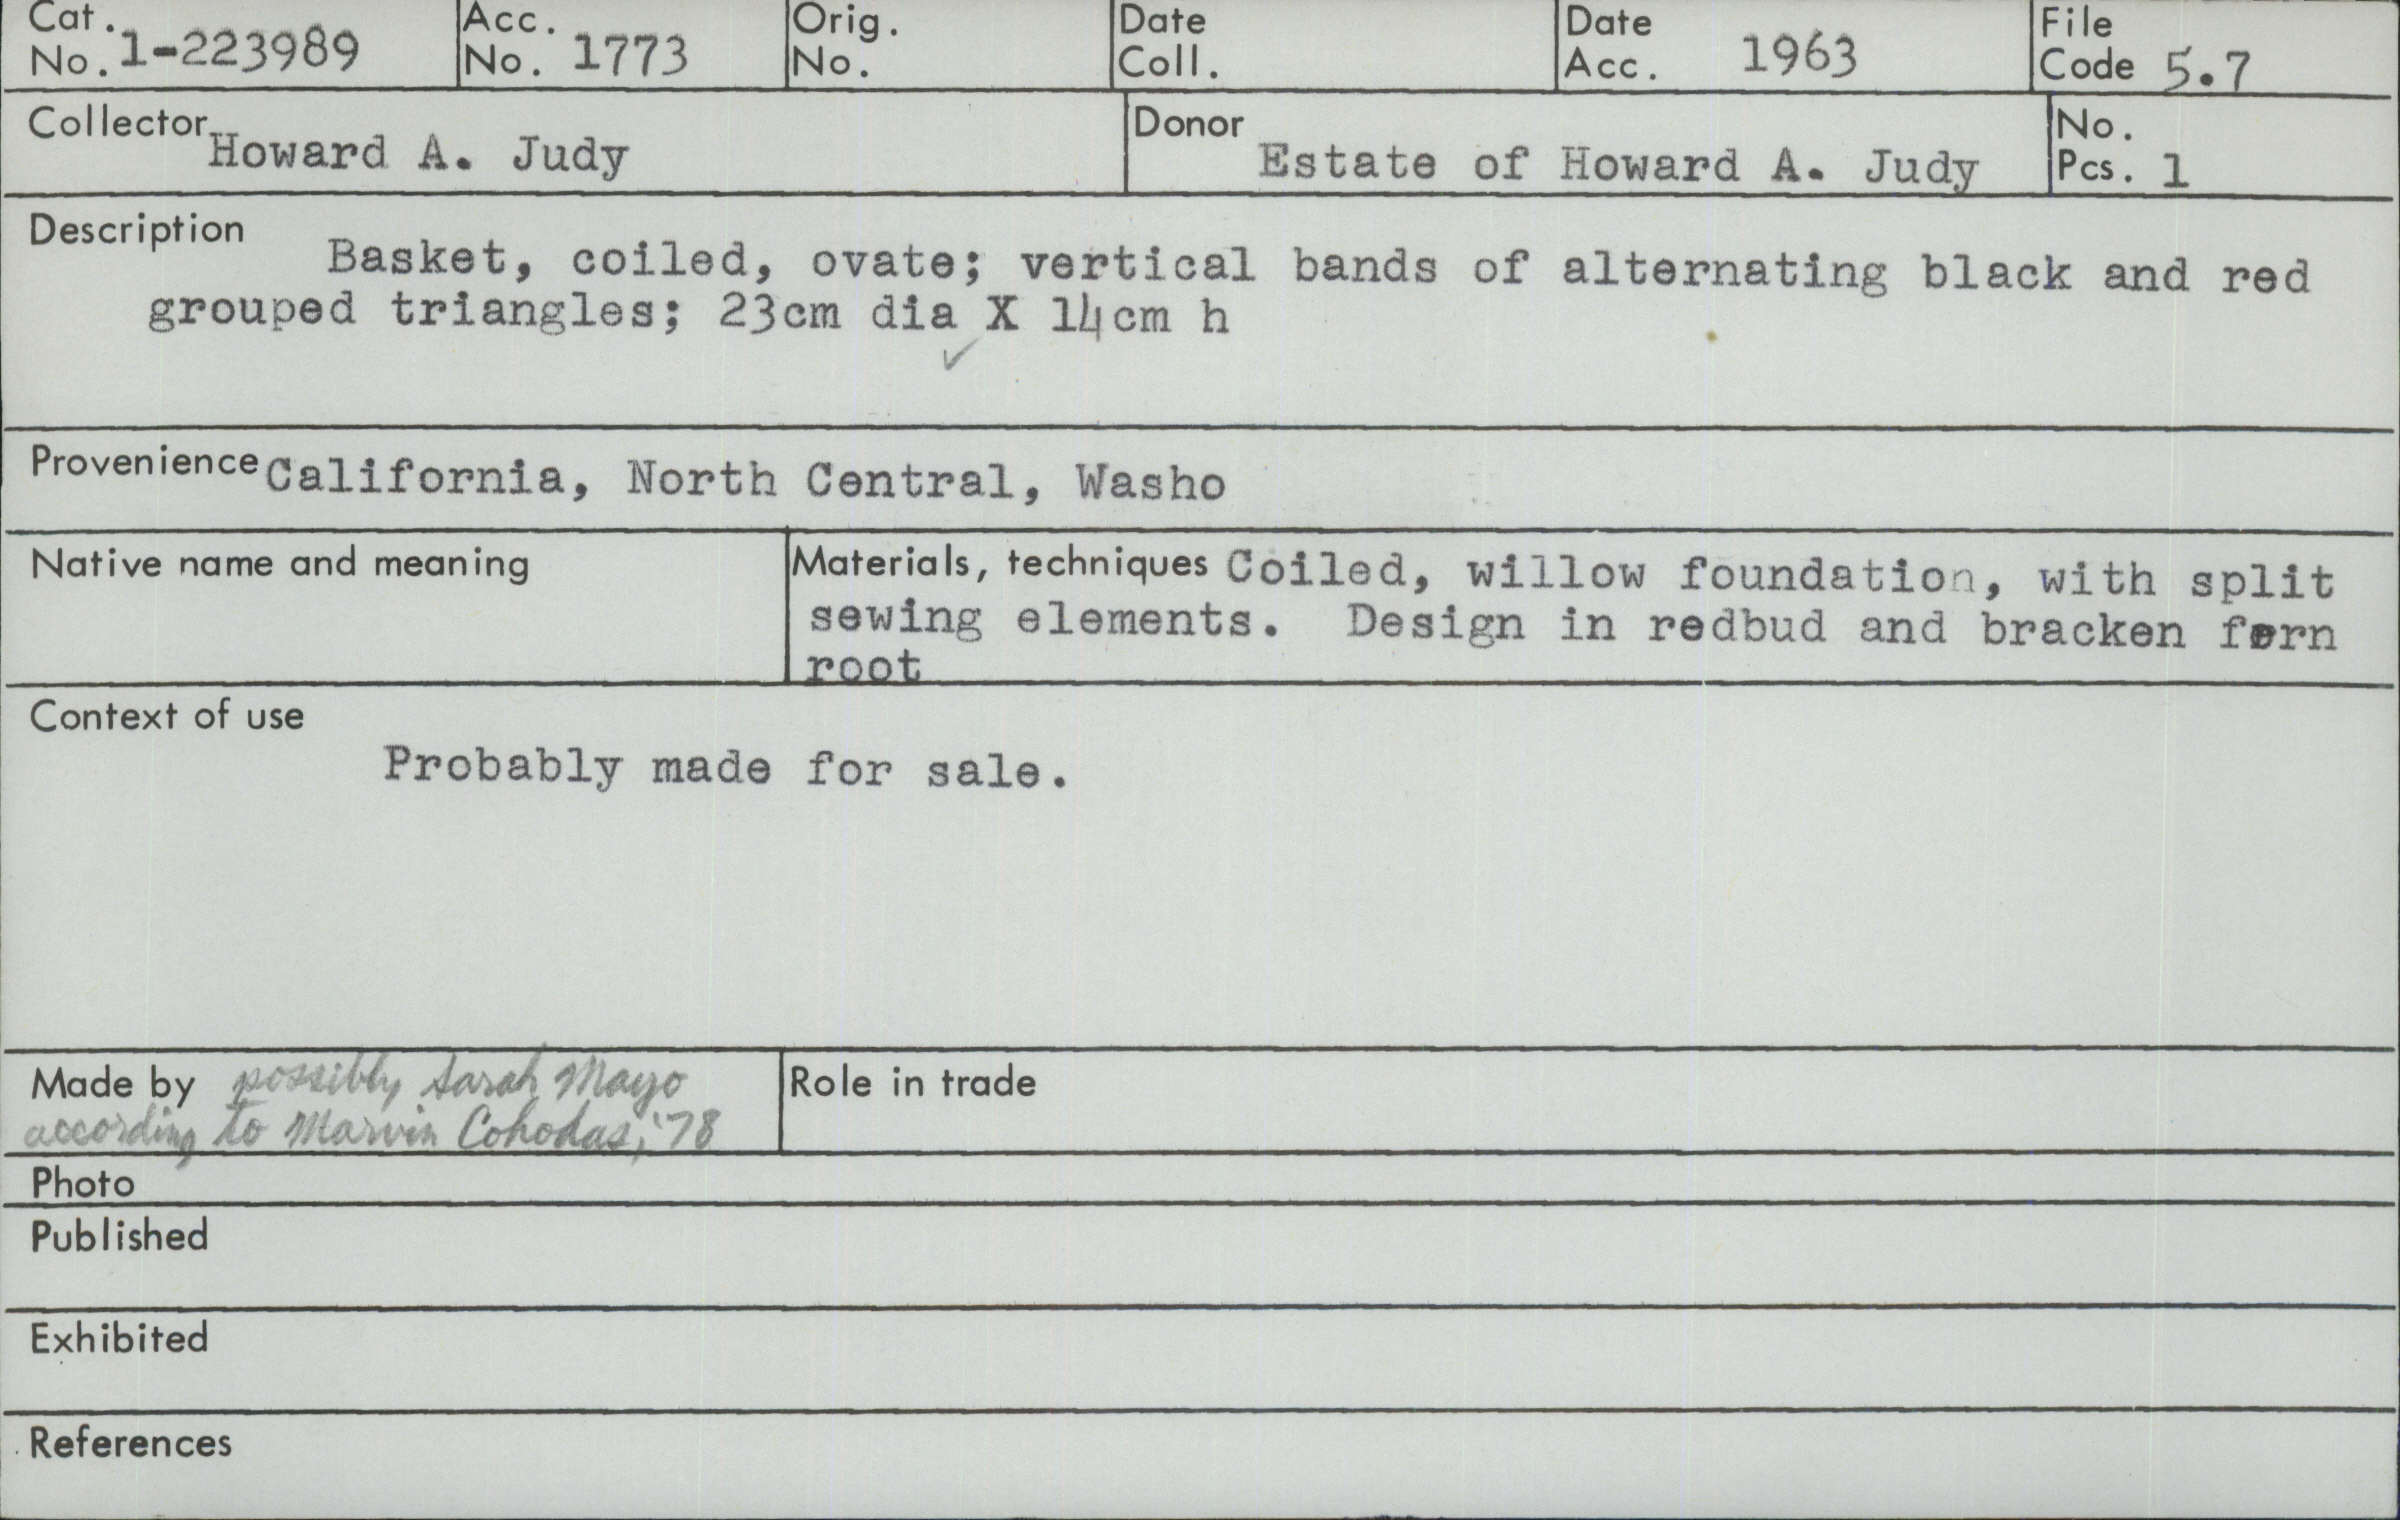 Cat. No. 1-223989 Acc. No. 1773 Orig. No. Date Coll. Date Acc. 1963 File Code 5.7
Collector Howard A. Judy Donor Estate of Howard A. Judy No. Pcs. 1
Description Basket, coiled, ovate; vertical bands of alternating black and red
grouped triangles; 23cm dia X 14cm h
Provenience California, North Central, Washo
Native name and meaning
Materials, techniques Coiled, willow foundation, with split
sewing elements. Design in redbud and bracken fern
root
Context of use
Probably made for sale.
Made by possibly Sarah Mayo
according to Marvin Cohodas, '78
Role in trade
Photo
Published
Exhibited
References